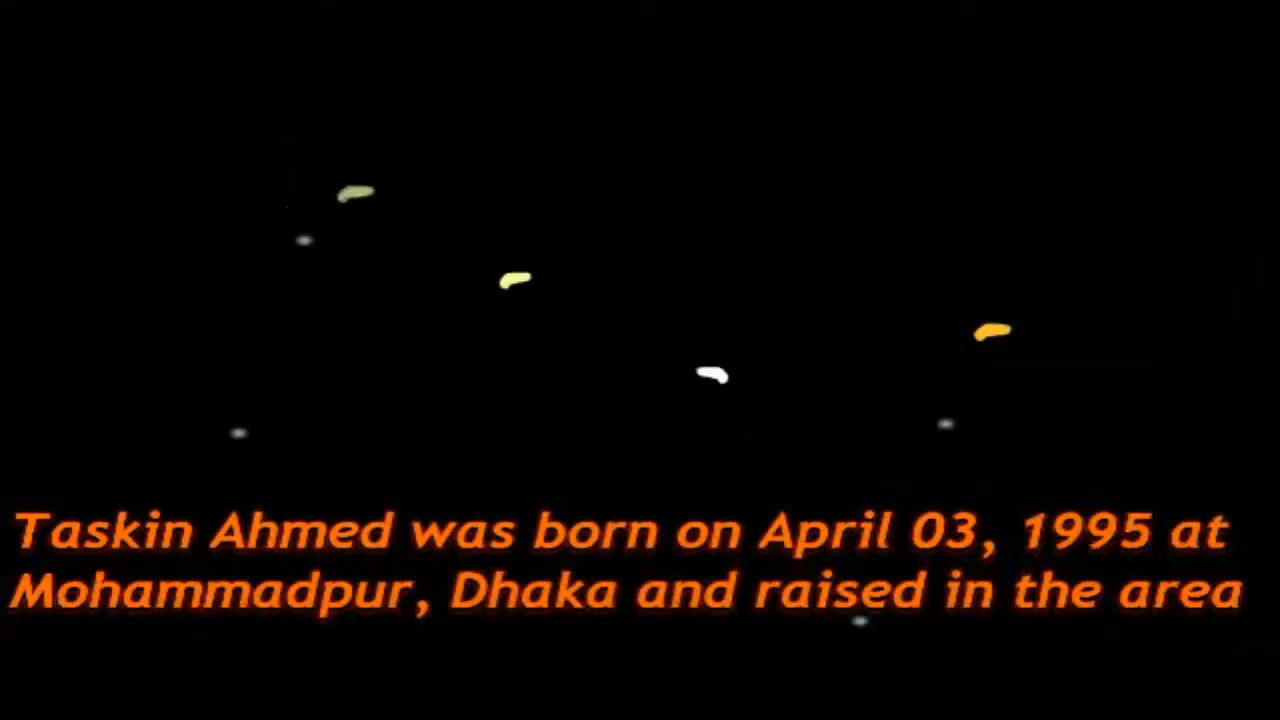 Taskin Ahmed was born on April 03, 1995 at
Mohammadpur, Dhaka and raised in the area